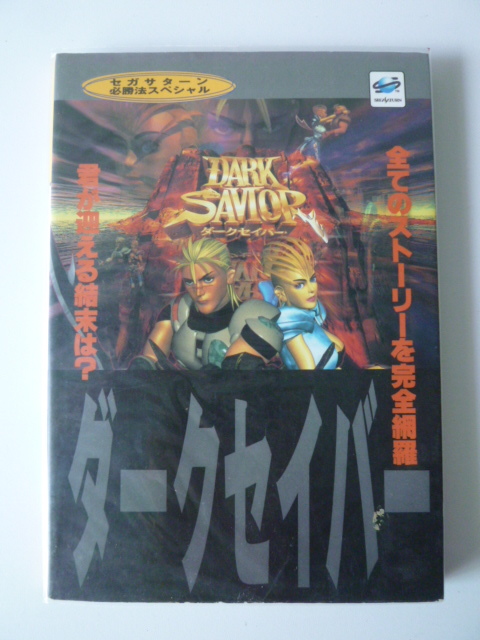 セガサターン
必勝法スペシャル
SEGA SATURN
全てのストーリーを完全網羅
君が迎える結末は?
DARK
SAVIOR
ダークセイバー
ダークセイバー